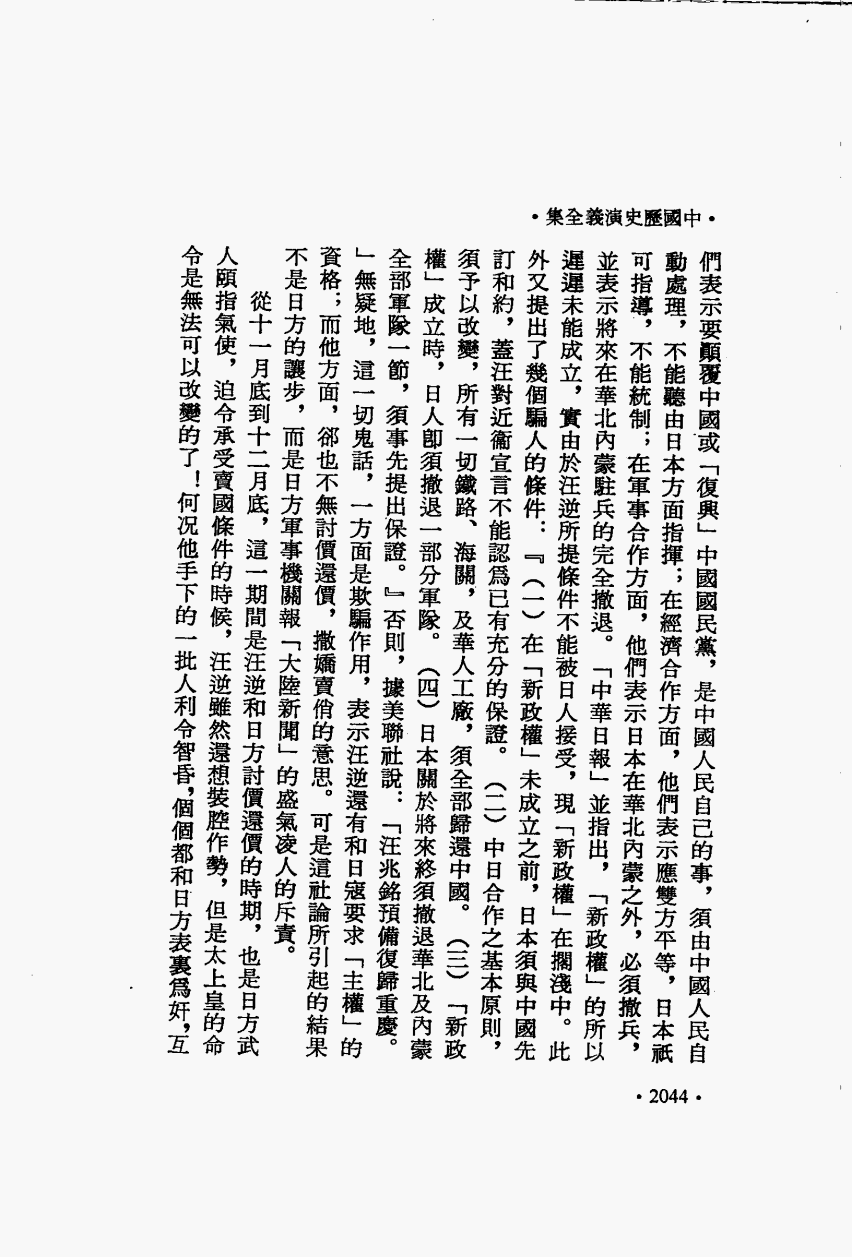 •中國歷史演義全集•
們表示要顛覆中國或「復興」中國國民黨，是中國人民自己的事，須由中國人民自
動處理，不能聽由日本方面指揮；在經濟合作方面，他們表示應雙方平等，日本祇
可指導，不能統制；在軍事合作方面，他們表示日本在華北內蒙之外，必須撤兵，
並表示將來在華北內蒙駐兵的完全撤退。「中華日報」並指出，「新政權」的所以
遲遲未能成立，實由於汪逆所提條件不能被日人接受，現「新政權」在擱淺中。此
外又提出了幾個騙人的條件：『（一）在「新政權」未成立之前，日本須與中國先
訂和約，蓋汪對近衞宣言不能認爲已有充分的保證。（二）中日合作之基本原則，
須予以改變，所有一切鐵路、海關，及華人工廠，須全部歸還中國。（三）「新政
權」成立時，日人卽須撤退一部分軍隊。（四）日本關於將來終須撤退華北及內蒙
全部軍隊一節，須事先提出保證。』否則，據美聯社說：「汪兆銘預備復歸重慶。
」無疑地，這一切鬼話，一方面是欺騙作用，表示汪逆還有和日寇要求「主權」的
資格；而他方面，郤也不無討價還價，撒嬌賣俏的意思。可是這社論所引起的結果
不是日方的讓步，而是日方軍事機關報「大陸新聞」的盛氣凌人的斥責。
從十一月底到十二月底，這一期間是汪逆和日方討價還價的時期，也是日方武
人頤指氣使，迫令承受賣國條件的時候，汪逆雖然還想裝腔作勢，但是太上皇的命
令是無法可以改變的了！何況他手下的一批人利令智昏，個個都和日方表裏爲奸，互
•2044•